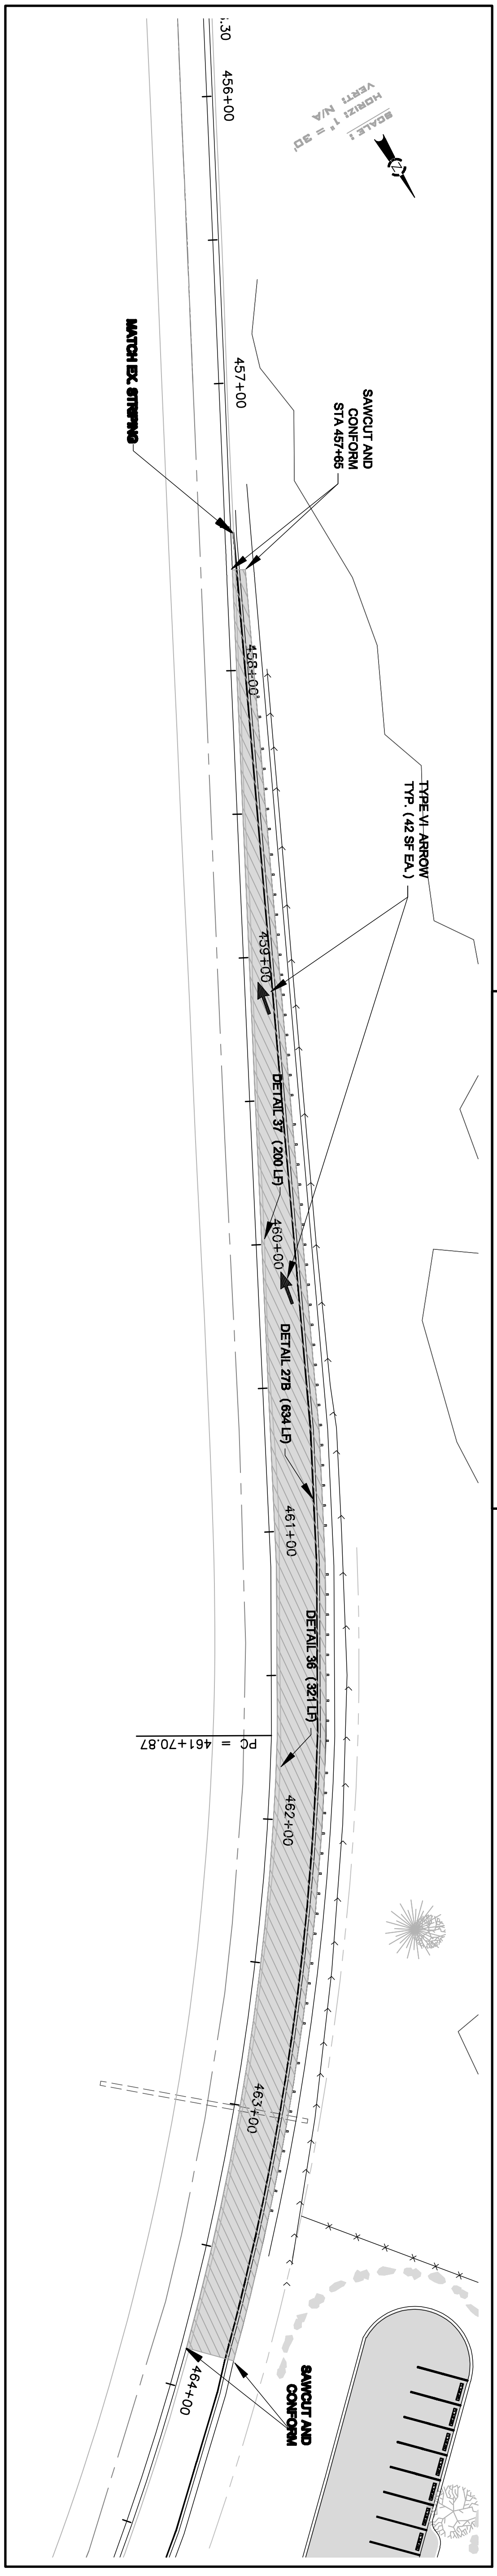 .30
456+00
SCALE :
HORIZ: 1" = 30'
VERT: N/A
MATCH EX. STRIPING
457+00
SAWCUT AND
CONFORM
STA 457+65
458+00
TYPE VI ARROW
TYP. (42 SF EA.)
459+00
DETAIL 37 (200 LF)
460+00
DETAIL 27B (634 LF)
461+00
DETAIL 36 (321 LF)
PC = 461+70.87
462+00
463+00
SAWCUT AND
CONFORM
464+00